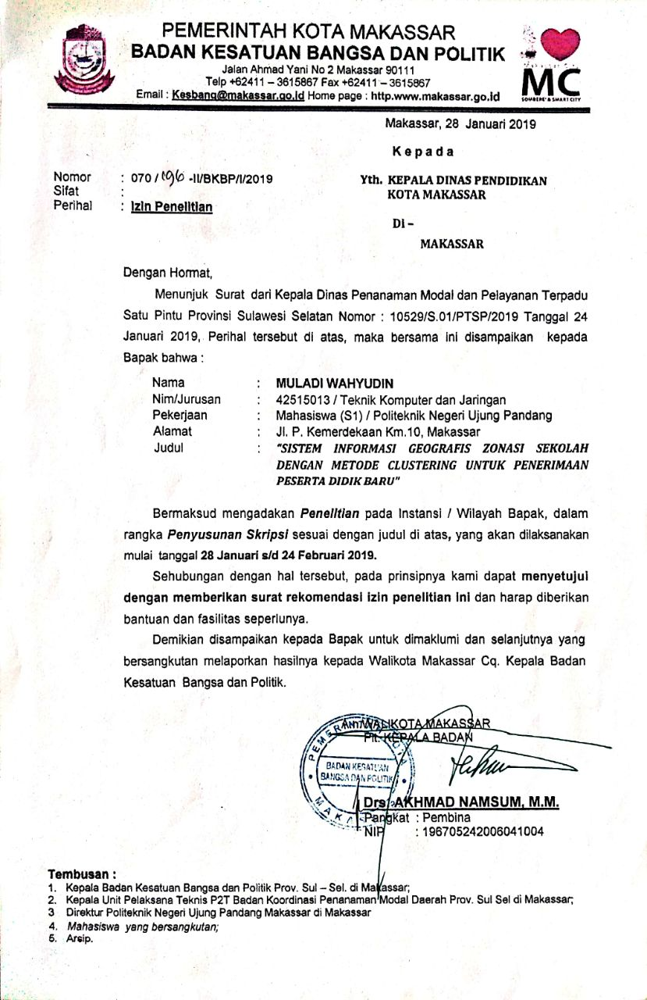 PEMERINTAH KOTA MAKASSAR
BADAN KESATUAN BANGSA DAN POLITIK
Jalan Ahmad Yani No 2 Makassar 90111
Telp +62411 – 3615867 Fax +62411 – 3615867
Email : Kesbang@makassar.go.id Home page : http.www.makassar.go.id
MC
SOMBERE' & SMART CITY
Makassar, 28 Januari 2019
Kepada
Nomor : 070 / 196 -II/BKBP/I/2019
Sifat :
Perihal : Izin Penelitian
Yth. KEPALA DINAS PENDIDIKAN
KOTA MAKASSAR
Di –
MAKASSAR
Dengan Hormat,
Menunjuk Surat dari Kepala Dinas Penanaman Modal dan Pelayanan Terpadu
Satu Pintu Provinsi Sulawesi Selatan Nomor : 10529/S.01/PTSP/2019 Tanggal 24
Januari 2019, Perihal tersebut di atas, maka bersama ini disampaikan kepada
Bapak bahwa :
Nama : MULADI WAHYUDIN
Nim/Jurusan : 42515013 / Teknik Komputer dan Jaringan
Pekerjaan : Mahasiswa (S1) / Politeknik Negeri Ujung Pandang
Alamat : Jl. P. Kemerdekaan Km.10, Makassar
Judul : "SISTEM INFORMASI GEOGRAFIS ZONASI SEKOLAH
DENGAN METODE CLUSTERING UNTUK PENERIMAAN
PESERTA DIDIK BARU"
Bermaksud mengadakan Penelitian pada Instansi / Wilayah Bapak, dalam
rangka Penyusunan Skripsi sesuai dengan judul di atas, yang akan dilaksanakan
mulai tanggal 28 Januari s/d 24 Februari 2019.
Sehubungan dengan hal tersebut, pada prinsipnya kami dapat menyetujui
dengan memberikan surat rekomendasi izin penelitian ini dan harap diberikan
bantuan dan fasilitas seperlunya.
Demikian disampaikan kepada Bapak untuk dimaklumi dan selanjutnya yang
bersangkutan melaporkan hasilnya kepada Walikota Makassar Cq. Kepala Badan
Kesatuan Bangsa dan Politik.
WALIKOTA MAKASSAR
Plt. KEPALA BADAN
BADAN KESATUAN
BANGSA DAN POLITIK
Drs. AKHMAD NAMSUM, M.M.
Pangkat : Pembina
NIP : 196705242006041004
Tembusan :
1. Kepala Badan Kesatuan Bangsa dan Politik Prov. Sul – Sel. di Makassar;
2. Kepala Unit Pelaksana Teknis P2T Badan Koordinasi Penanaman Modal Daerah Prov. Sul Sel di Makassar;
3 Direktur Politeknik Negeri Ujung Pandang Makassar di Makassar
4. Mahasiswa yang bersangkutan;
5. Arsip.